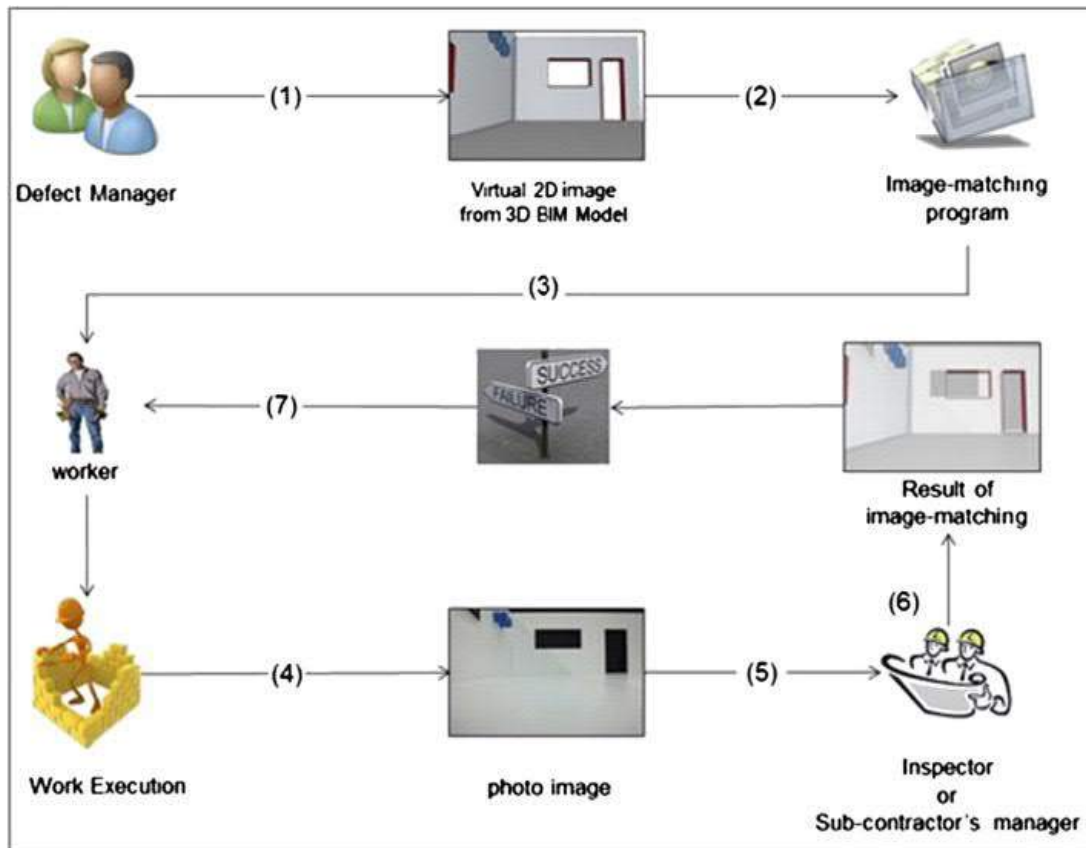 (1)
(2)
Defect Manager
Virtual 2D image
from 3D BIM Model
Image-matching
program
(3)
SUCCESS
FAILURE
(7)
worker
Result of
image-matching
(6)
(4)
(5)
Work Execution
photo image
Inspector
or
Sub-contractor's manager